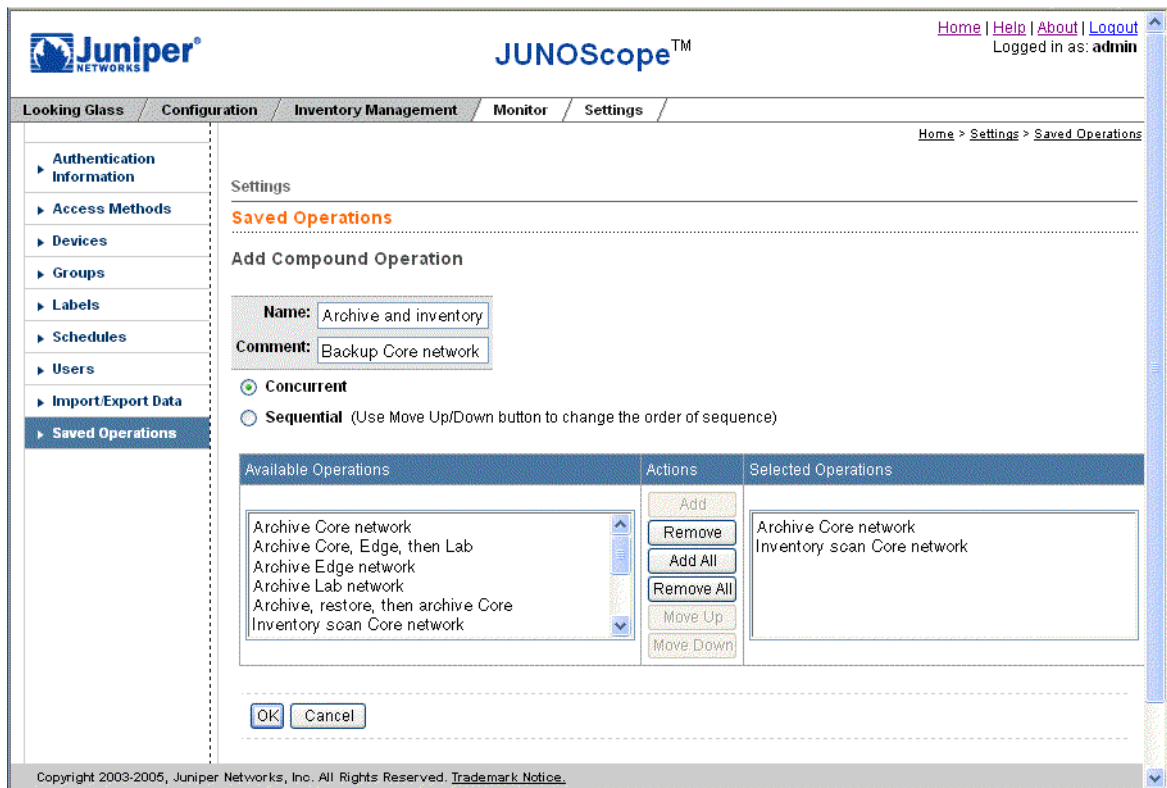 Juniper®
NETWORKS
JUNOScope™
Home | Help | About | Logout
Logged in as: admin
Looking Glass / Configuration / Inventory Management / Monitor / Settings /
Home > Settings > Saved Operations
Authentication
Information
Access Methods
Devices
Groups
Labels
Schedules
Users
Import/Export Data
Saved Operations
Settings
Saved Operations
Add Compound Operation
Name: Archive and inventory
Comment: Backup Core network
Concurrent
Sequential (Use Move Up/Down button to change the order of sequence)
Available Operations
Archive Core network
Archive Core, Edge, then Lab
Archive Edge network
Archive Lab network
Archive, restore, then archive Core
Inventory scan Core network
Actions
Add
Remove
Add All
Remove All
Move Up
Move Down
Selected Operations
Archive Core network
Inventory scan Core network
OK Cancel
Copyright 2003-2005, Juniper Networks, Inc. All Rights Reserved. Trademark Notice.